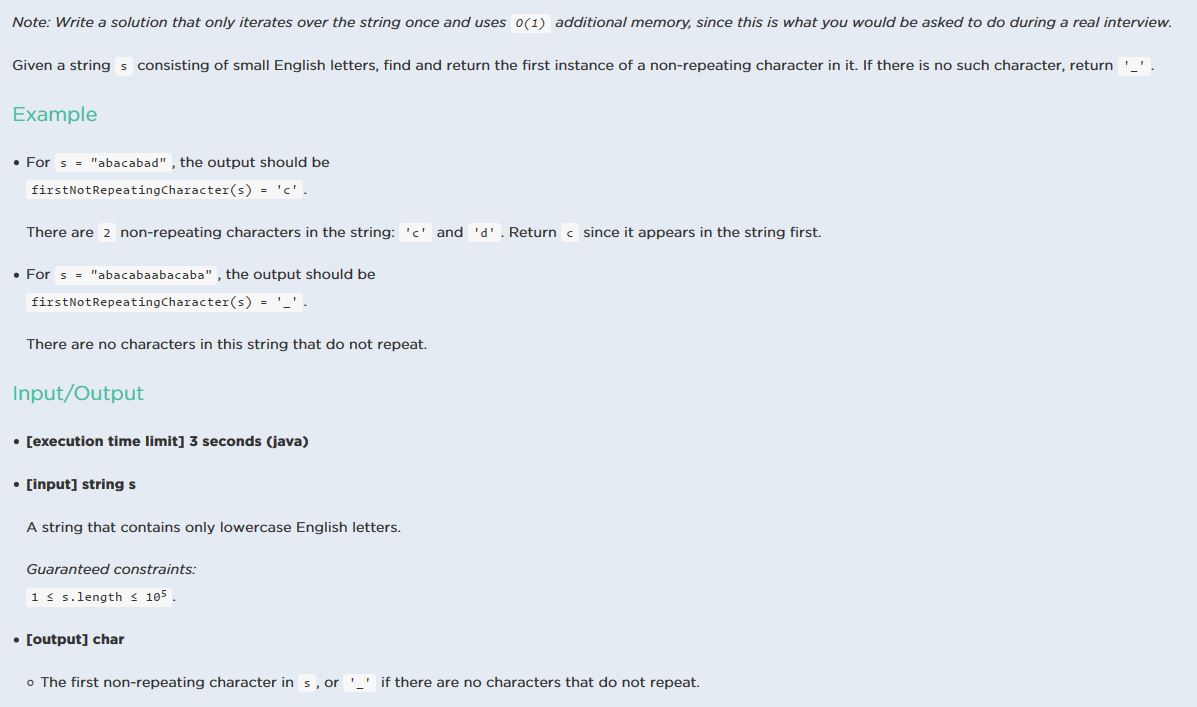 Note: Write a solution that only iterates over the string once and uses O(1) additional memory, since this is what you would be asked to do during a real interview.
Given a string s consisting of small English letters, find and return the first instance of a non-repeating character in it. If there is no such character, return '_'.
Example
• For s = "abacabad", the output should be
firstNotRepeatingCharacter(s) = 'c'.
There are 2 non-repeating characters in the string: 'c' and 'd'. Return c since it appears in the string first.
• For s = "abacabaabacaba", the output should be
firstNotRepeatingCharacter(s) = '_'.
There are no characters in this string that do not repeat.
Input/Output
• [execution time limit] 3 seconds (java)
• [input] string s
A string that contains only lowercase English letters.
Guaranteed constraints:
1 ≤ s.length ≤ 10⁵.
• [output] char
○ The first non-repeating character in s, or '_' if there are no characters that do not repeat.